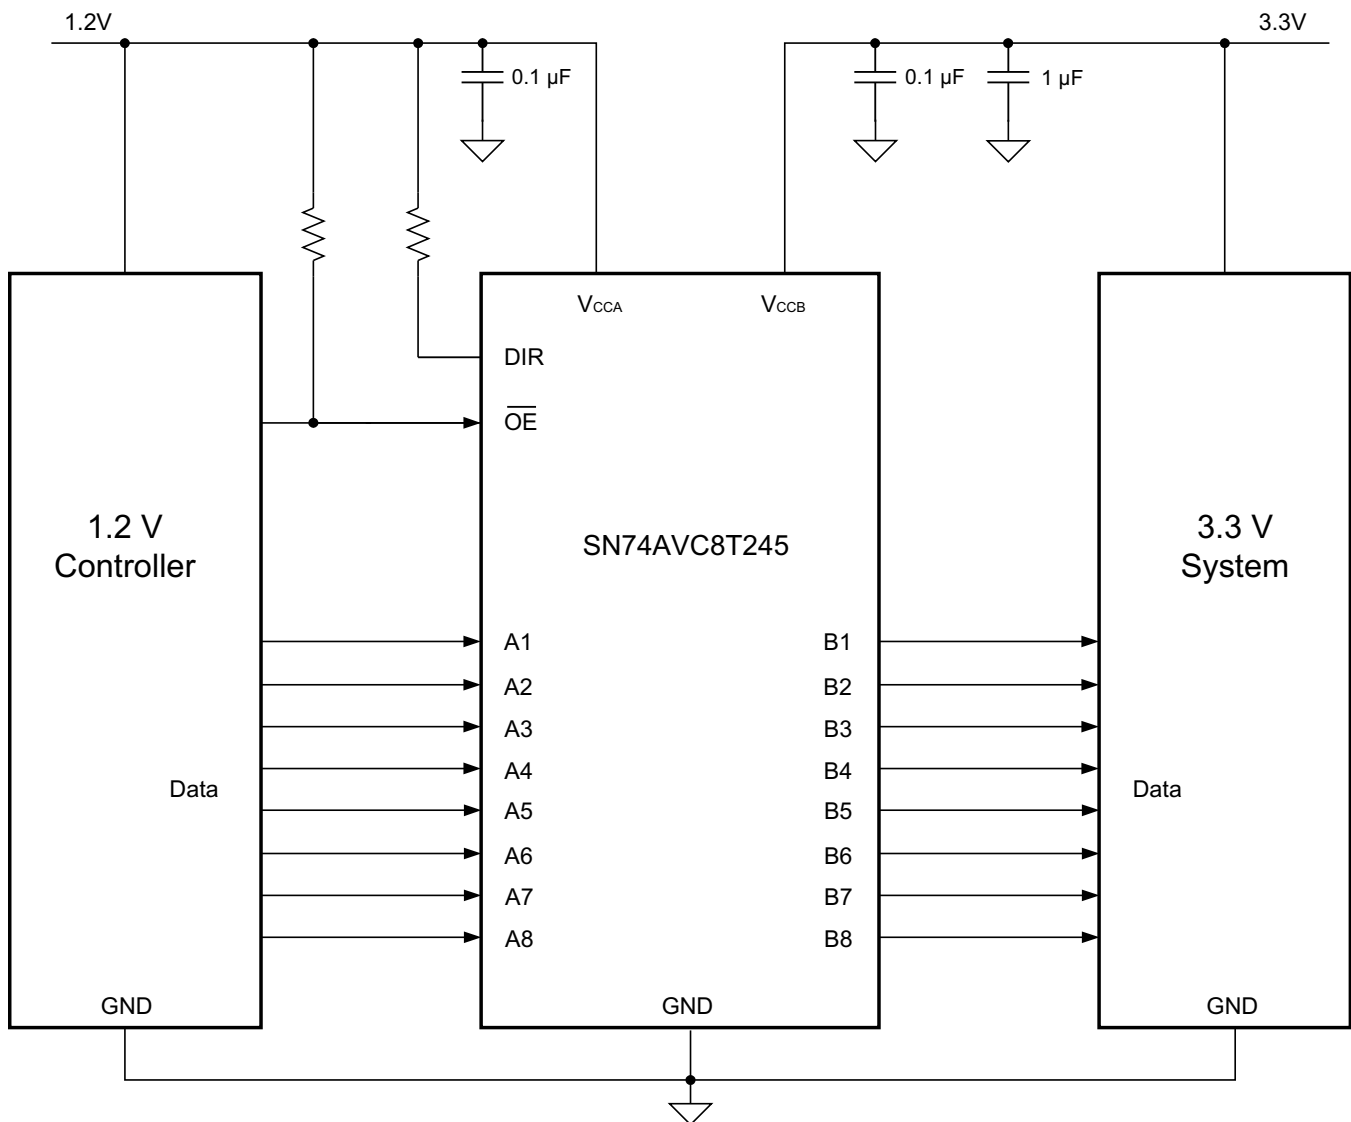 1.2V
3.3V
0.1 µF
0.1 µF
1 µF
VCCA
VCCB
DIR
OE
1.2 V
Controller
SN74AVC8T245
3.3 V
System
A1
B1
A2
B2
A3
B3
A4
B4
Data
Data
A5
B5
A6
B6
A7
B7
A8
B8
GND
GND
GND